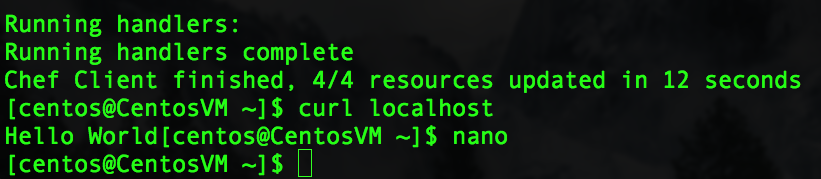 Running handlers:
Running handlers complete
Chef Client finished, 4/4 resources updated in 12 seconds
[centos@CentosVM ~]$ curl localhost
Hello World[centos@CentosVM ~]$ nano
[centos@CentosVM ~]$